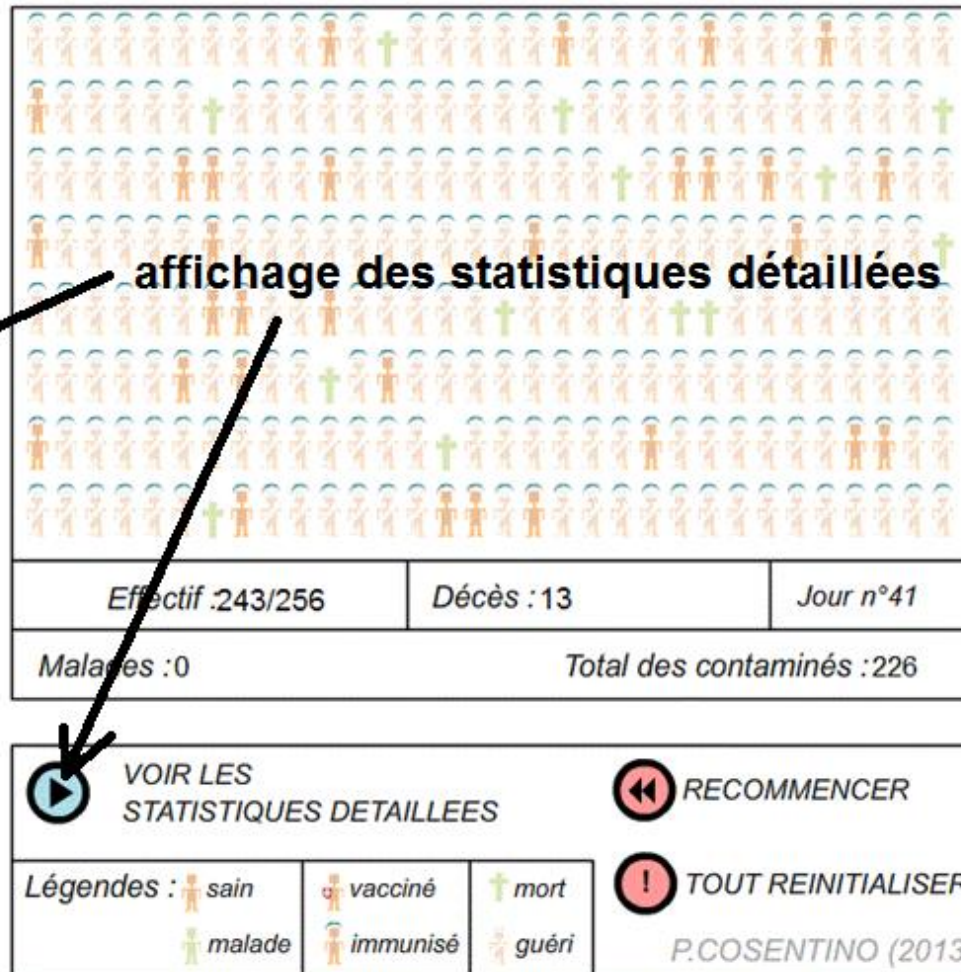 affichage des statistiques détaillées
Effectif :243/256 Décès :13 Jour n°41
Malades :0 Total des contaminés :226
VOIR LES
STATISTIQUES DETAILLEES
RECOMMENCER
Légendes : sain vacciné mort
malade immunisé guéri
! TOUT REINITIALISER
P.COSENTINO (2013